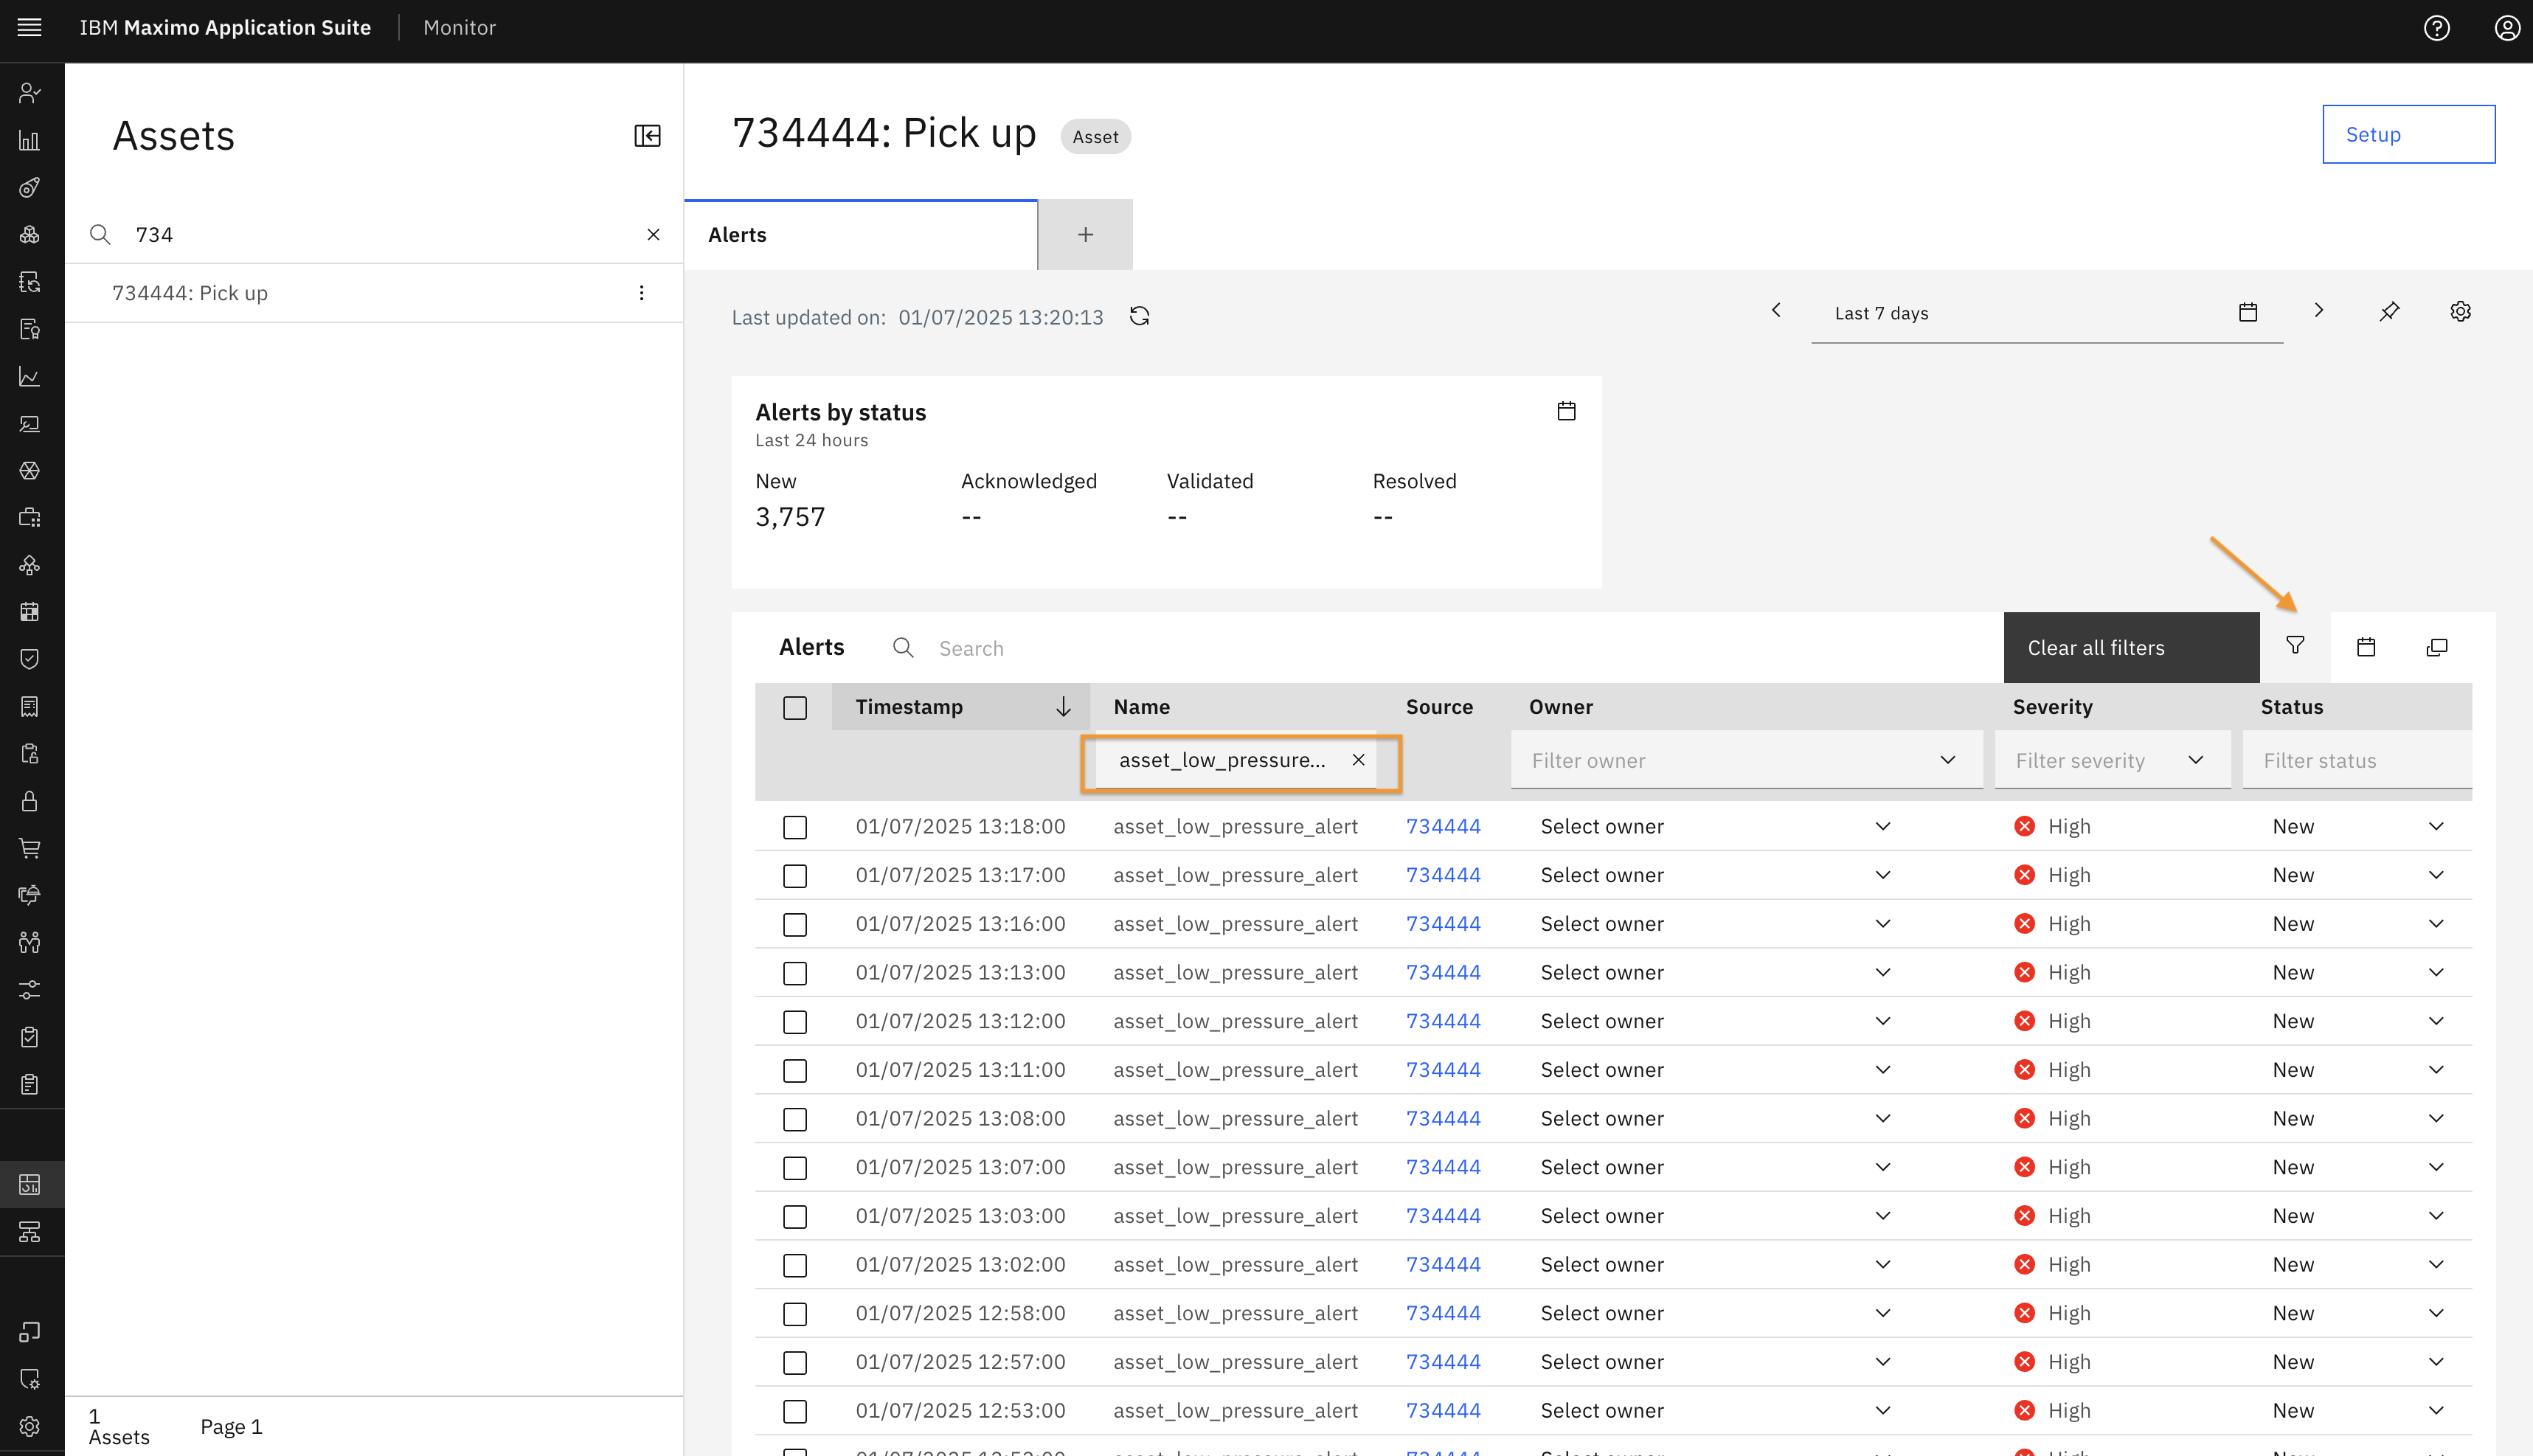 IBM Maximo Application Suite Monitor
Assets
734
734444: Pick up
1 Assets Page 1
734444: Pick up Asset
Setup
Alerts +
Last updated on: 01/07/2025 13:20:13
Last 7 days
Alerts by status
Last 24 hours
New Acknowledged Validated Resolved
3,757 -- -- --
Alerts Search Clear all filters
Timestamp Name Source Owner Severity Status
asset_low_pressure... Filter owner Filter severity Filter status
01/07/2025 13:18:00 asset_low_pressure_alert 734444 Select owner High New
01/07/2025 13:17:00 asset_low_pressure_alert 734444 Select owner High New
01/07/2025 13:16:00 asset_low_pressure_alert 734444 Select owner High New
01/07/2025 13:13:00 asset_low_pressure_alert 734444 Select owner High New
01/07/2025 13:12:00 asset_low_pressure_alert 734444 Select owner High New
01/07/2025 13:11:00 asset_low_pressure_alert 734444 Select owner High New
01/07/2025 13:08:00 asset_low_pressure_alert 734444 Select owner High New
01/07/2025 13:07:00 asset_low_pressure_alert 734444 Select owner High New
01/07/2025 13:03:00 asset_low_pressure_alert 734444 Select owner High New
01/07/2025 13:02:00 asset_low_pressure_alert 734444 Select owner High New
01/07/2025 12:58:00 asset_low_pressure_alert 734444 Select owner High New
01/07/2025 12:57:00 asset_low_pressure_alert 734444 Select owner High New
01/07/2025 12:53:00 asset_low_pressure_alert 734444 Select owner High New